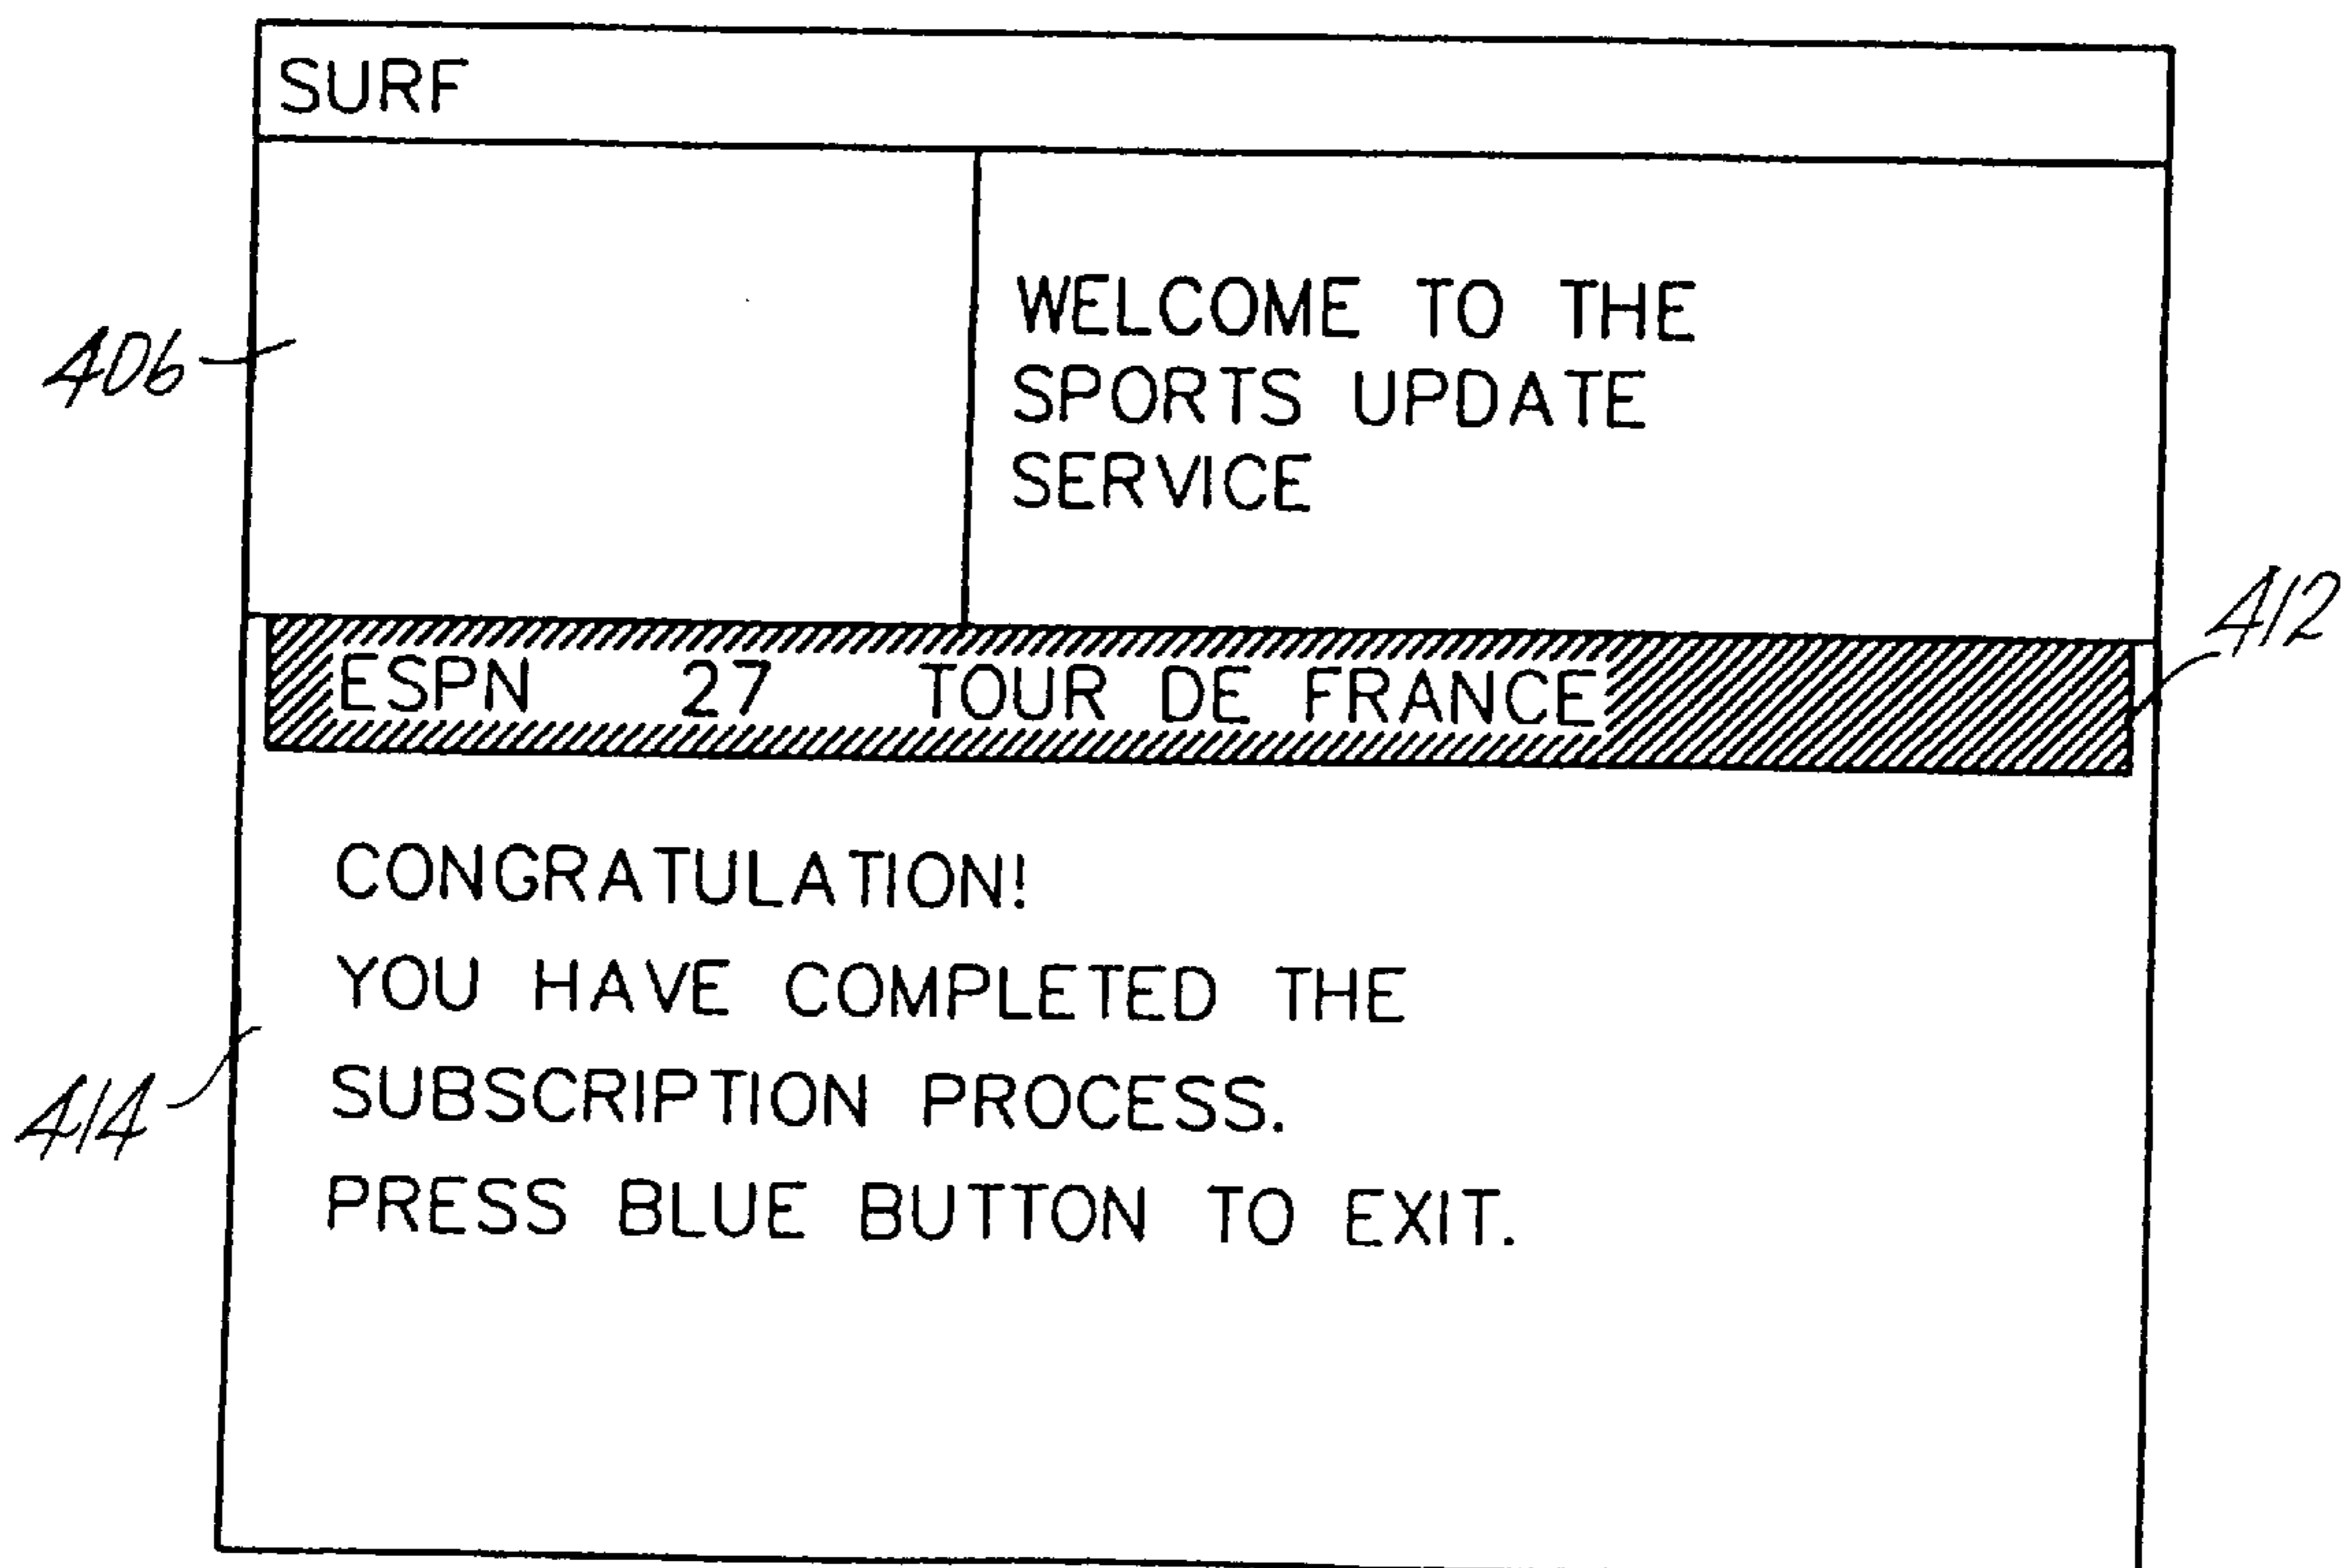 SURF
406
WELCOME TO THE
SPORTS UPDATE
SERVICE
412
ESPN 27 TOUR DE FRANCE
CONGRATULATION!
YOU HAVE COMPLETED THE
414
SUBSCRIPTION PROCESS.
PRESS BLUE BUTTON TO EXIT.